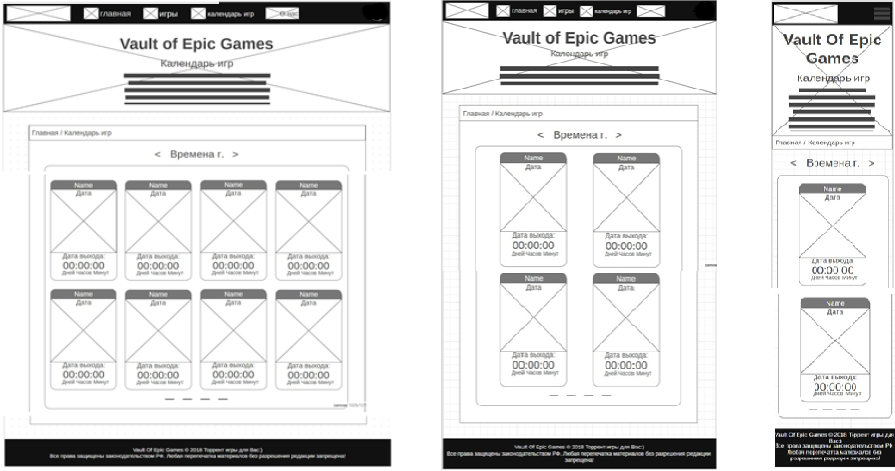 главная игры календарь игр
Vault of Epic Games
Календарь игр
Главная / Календарь игр
< Времена г. >
Name Name Name Name
Дата Дата Дата Дата
Дата выхода: Дата выхода: Дата выхода: Дата выхода:
00:00:00 00:00:00 00:00:00 00:00:00
Дней Часов Минут Дней Часов Минут Дней Часов Минут Дней Часов Минут
Name Name Name Name
Дата Дата Дата Дата
Дата выхода: Дата выхода: Дата выхода: Дата выхода:
00:00:00 00:00:00 00:00:00 00:00:00
Дней Часов Минут Дней Часов Минут Дней Часов Минут Дней Часов Минут
Vault Of Epic Games © 2018 Торрент игры для Вас:)
Все права защищены законодательством РФ. Любая перепечатка материалов без разрешения редакции запрещена!
главная игры календарь игр
Vault of Epic Games
Календарь игр
Главная / Календарь игр
< Времена г. >
Name Name
Дата Дата
Дата выхода: Дата выхода:
00:00:00 00:00:00
Дней Часов Минут Дней Часов Минут
Name Name
Дата Дата
Дата выхода: Дата выхода:
00:00:00 00:00:00
Дней Часов Минут Дней Часов Минут
Vault Of Epic Games © 2018 Торрент игры для Вас:)
Все права защищены законодательством РФ. Любая перепечатка материалов без разрешения редакции
запрещена!
Vault Of Epic
Games
Календарь игр
Главная / Календарь игр
< Времена г. >
Name
Дата
Дата выхода:
00:00:00
Дней Часов Минут
Name
Дата
Дата выхода:
00:00:00
Дней Часов Минут
Vault Of Epic Games © 2018 Торрент игры для
Вас:)
Все права защищены законодательством РФ.
Любая перепечатка материалов без
разрешения редакции запрещена!